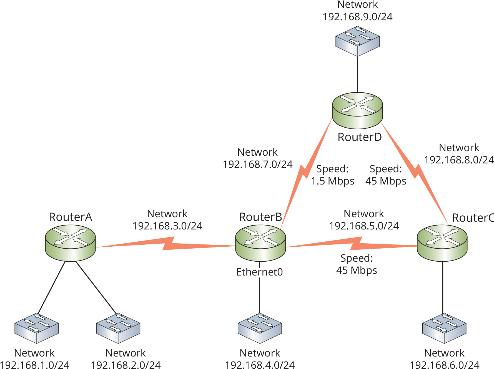 Network
192.168.9.0/24
RouterD
Network
192.168.7.0/24
Speed:
1.5 Mbps
Speed:
45 Mbps
Network
192.168.8.0/24
RouterA
Network
192.168.3.0/24
RouterB
Ethernet0
Network
192.168.5.0/24
Speed:
45 Mbps
RouterC
Network
192.168.1.0/24
Network
192.168.2.0/24
Network
192.168.4.0/24
Network
192.168.6.0/24